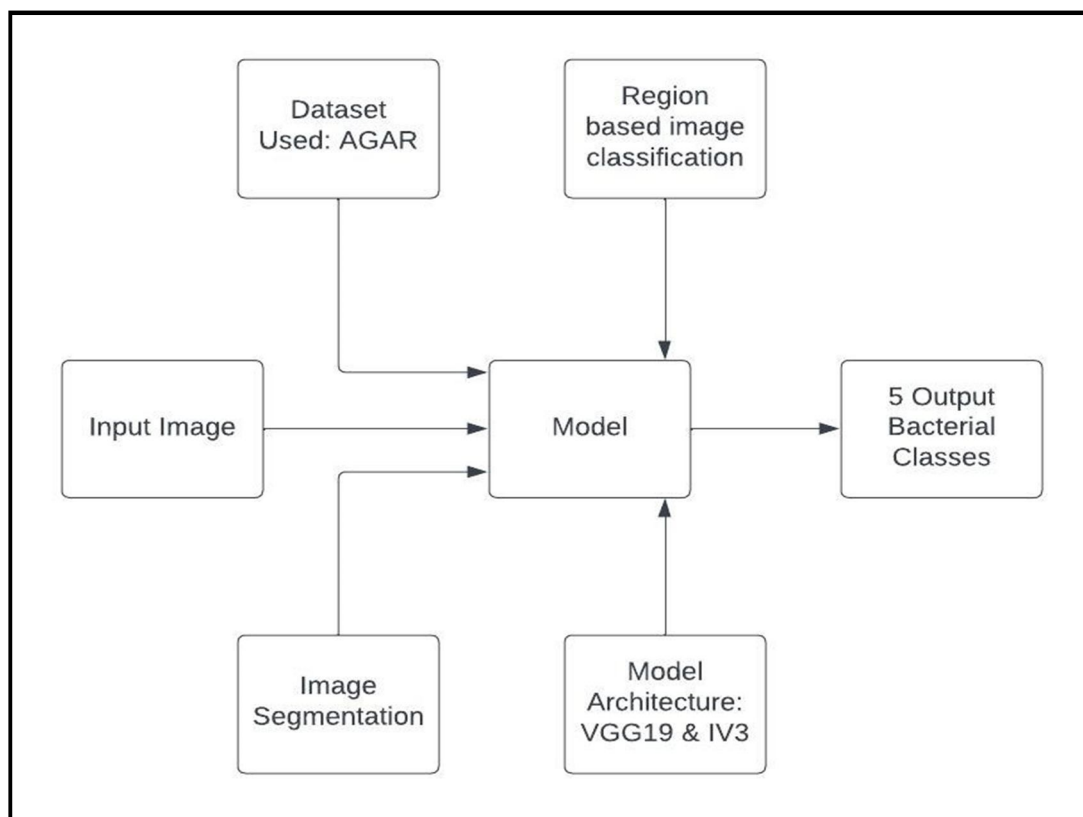 Dataset
Used: AGAR
Region
based image
classification
Input Image
Model
5 Output
Bacterial
Classes
Image
Segmentation
Model
Architecture:
VGG19 & IV3